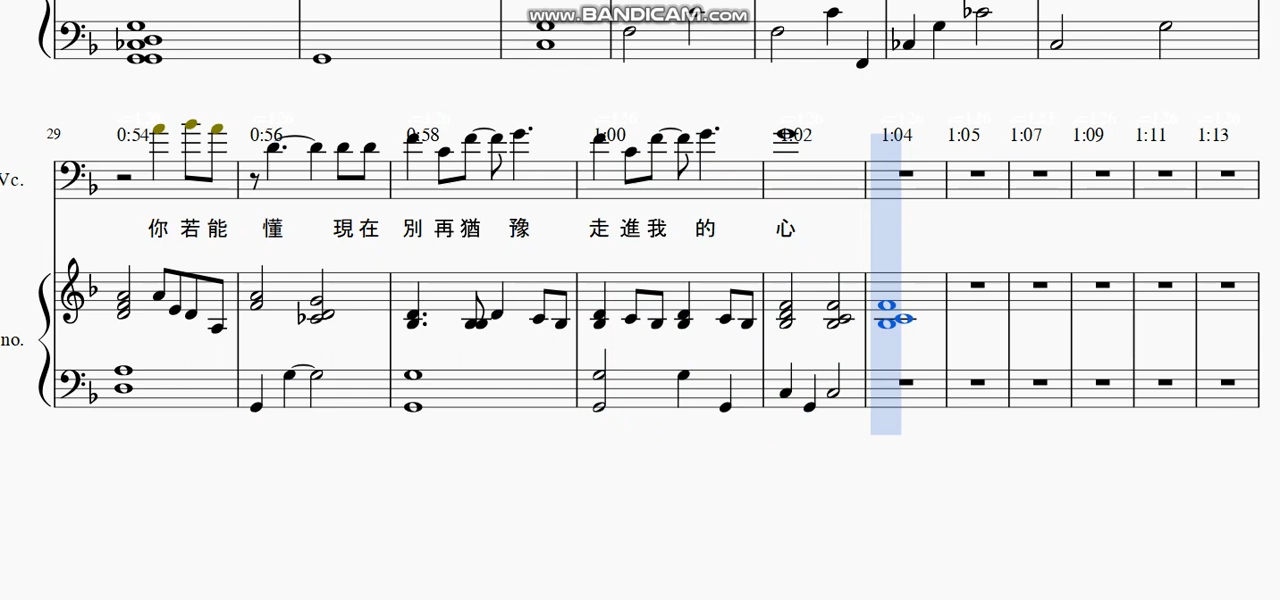 www.BANDICAM.com
29 0:54 0:56 0:58 1:00 1:02 1:04 1:05 1:07 1:09 1:11 1:13
Vc.
你 若 能 懂 現 在 別 再 猶 豫 走 進 我 的 心
no.